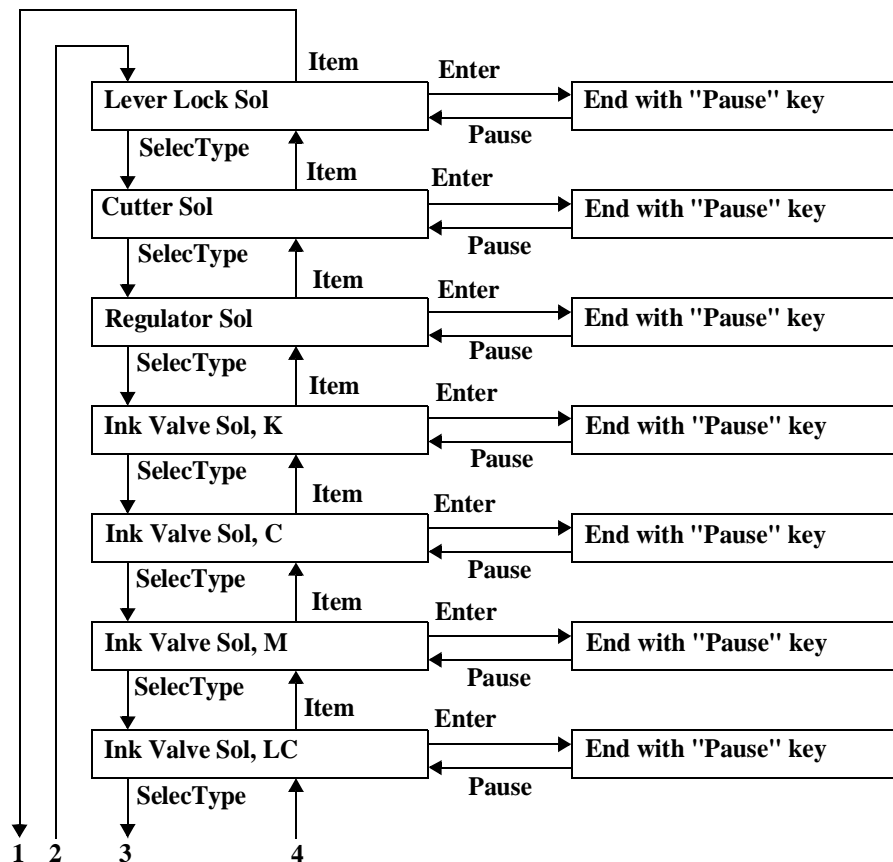 Item
Enter
Lever Lock Sol
End with "Pause" key
Pause
SelecType
Item
Enter
Cutter Sol
End with "Pause" key
Pause
SelecType
Item
Enter
Regulator Sol
End with "Pause" key
Pause
SelecType
Item
Enter
Ink Valve Sol, K
End with "Pause" key
Pause
SelecType
Item
Enter
Ink Valve Sol, C
End with "Pause" key
Pause
SelecType
Item
Enter
Ink Valve Sol, M
End with "Pause" key
Pause
SelecType
Item
Enter
Ink Valve Sol, LC
End with "Pause" key
Pause
SelecType
1 2 3 4